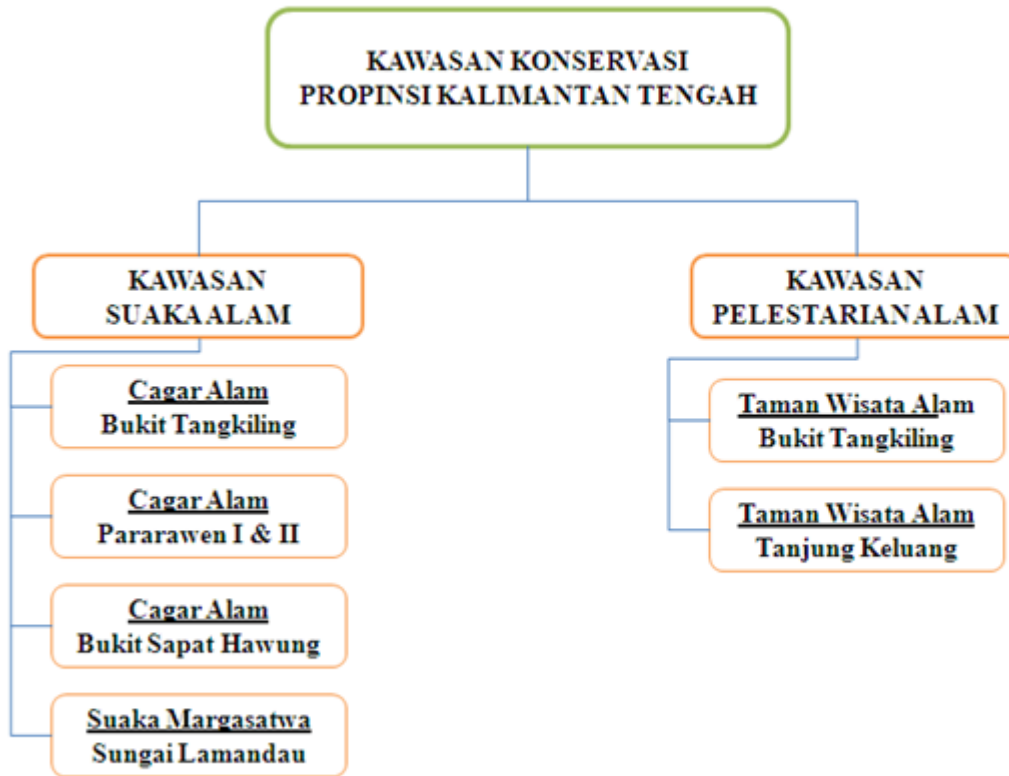 KAWASAN KONSERVASI
PROPINSI KALIMANTAN TENGAH
KAWASAN
SUAKA ALAM
Cagar Alam
Bukit Tangkiling
Cagar Alam
Pararawen I & II
Cagar Alam
Bukit Sapat Hawung
Suaka Margasatwa
Sungai Lamandau
KAWASAN
PELESTARIAN ALAM
Taman Wisata Alam
Bukit Tangkiling
Taman Wisata Alam
Tanjung Keluang